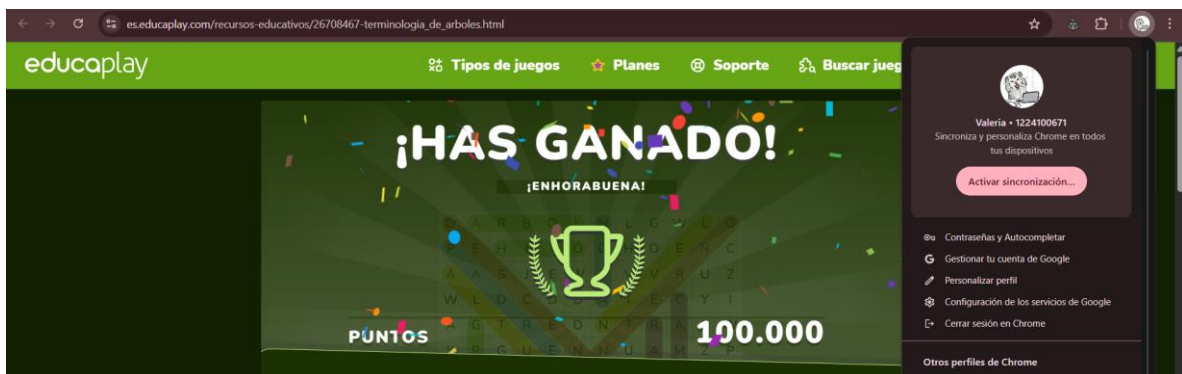 es.educaplay.com/recursos-educativos/26708467-terminologia_de_arboles.html
educaplay
Tipos de juegos
Planes
Soporte
Buscar jueg
¡HAS GANADO!
¡ENHORABUENA!
PUNTOS
100.000
Valeria • 1224100671
Sincroniza y personaliza Chrome en todos
tus dispositivos
Activar sincronización...
Contraseñas y Autocompletar
Gestionar tu cuenta de Google
Personalizar perfil
Configuración de los servicios de Google
Cerrar sesión en Chrome
Otros perfiles de Chrome